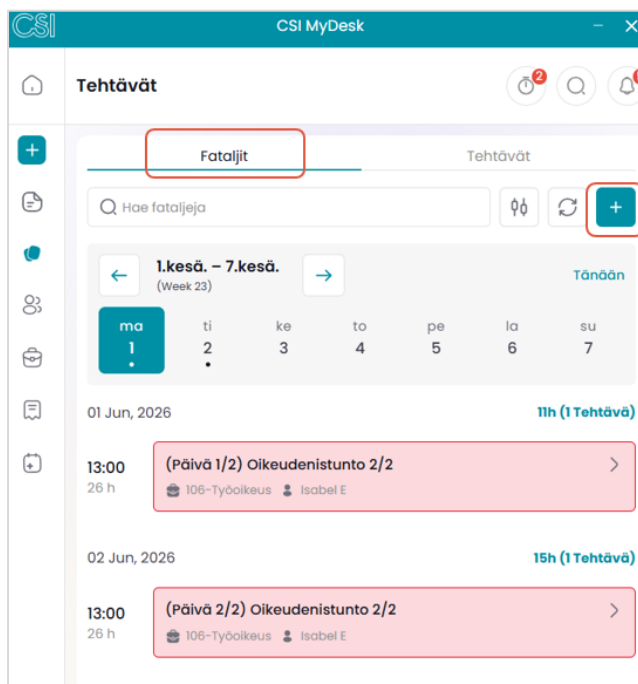 CSI
CSI MyDesk
Tehtävät
2
Fataljit
Tehtävät
Hae fataljeja
1.kesä. – 7.kesä.
(Week 23)
Tänään
ma ti ke to pe la su
1 2 3 4 5 6 7
01 Jun, 2026
11h (1 Tehtävä)
13:00
26 h
(Päivä 1/2) Oikeudenistunto 2/2
106-Työoikeus Isabel E
02 Jun, 2026
15h (1 Tehtävä)
13:00
26 h
(Päivä 2/2) Oikeudenistunto 2/2
106-Työoikeus Isabel E